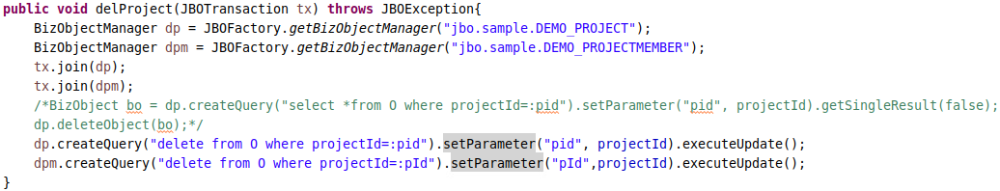 public void delProject(JBOTransaction tx) throws JBOException{
BizObjectManager dp = JBOFactory.getBizObjectManager("jbo.sample.DEMO_PROJECT");
BizObjectManager dpm = JBOFactory.getBizObjectManager("jbo.sample.DEMO_PROJECTMEMBER");
tx.join(dp);
tx.join(dpm);
/*BizObject bo = dp.createQuery("select *from O where projectId=:pid").setParameter("pid", projectId).getSingleResult(false);
dp.deleteObject(bo);*/
dp.createQuery("delete from O where projectId=:pid").setParameter("pid", projectId).executeUpdate();
dpm.createQuery("delete from O where projectId=:pId").setParameter("pId",projectId).executeUpdate();
}